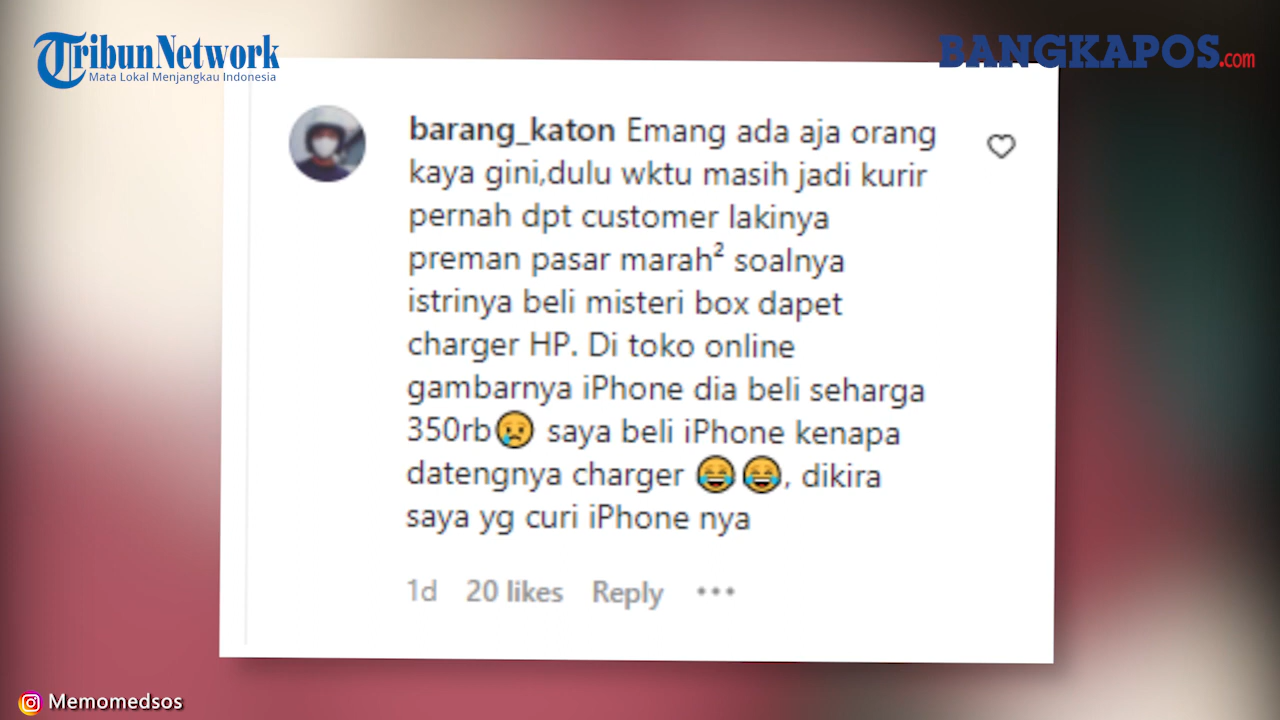 TribunNetwork
Mata Lokal Menjangkau Indonesia
BANGKAPOS.com
barang_katon Emang ada aja orang
kaya gini,dulu wktu masih jadi kurir
pernah dpt customer lakinya
preman pasar marah² soalnya
istrinya beli misteri box dapet
charger HP. Di toko online
gambarnya iPhone dia beli seharga
350rb😢 saya beli iPhone kenapa
datengnya charger 😂😂, dikira
saya yg curi iPhone nya
1d 20 likes Reply •••
Memomedsos